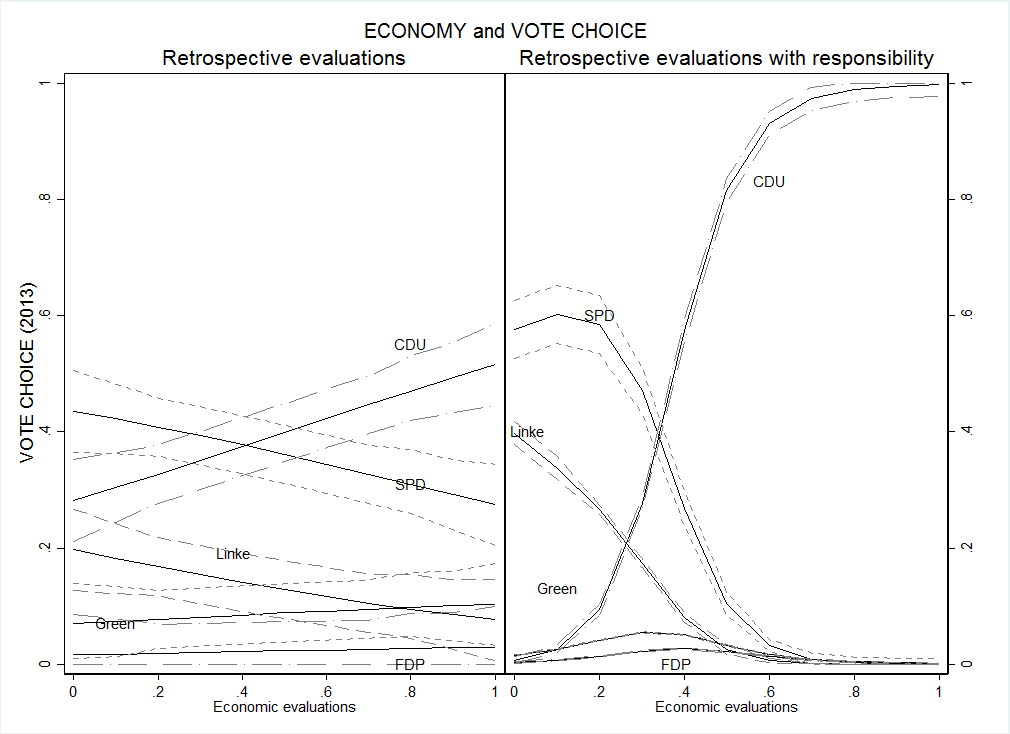 ECONOMY and VOTE CHOICE
Retrospective evaluations
Retrospective evaluations with responsibility
VOTE CHOICE (2013)
1
.8
.6
.4
.2
0
CDU
SPD
Linke
Green
FDP
0 .2 .4 .6 .8 1
Economic evaluations
CDU
SPD
Linke
Green
FDP
1
.8
.6
.4
.2
0
0 .2 .4 .6 .8 1
Economic evaluations